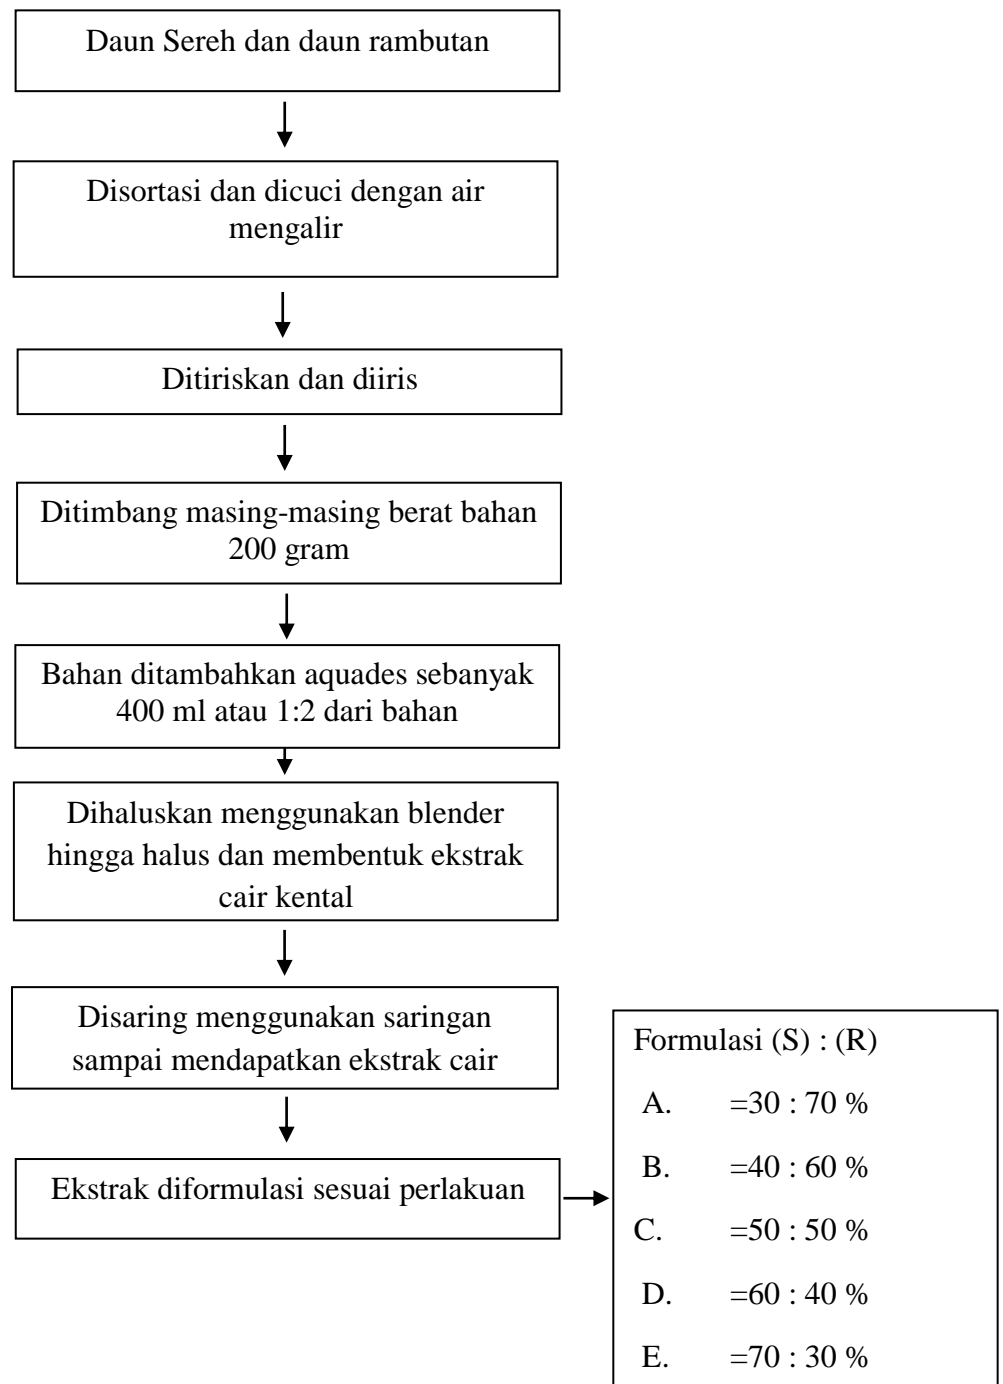 Daun Sereh dan daun rambutan
Disortasi dan dicuci dengan air
mengalir
Ditiriskan dan diiris
Ditimbang masing-masing berat bahan
200 gram
Bahan ditambahkan aquades sebanyak
400 ml atau 1:2 dari bahan
Dihaluskan menggunakan blender
hingga halus dan membentuk ekstrak
cair kental
Disaring menggunakan saringan
sampai mendapatkan ekstrak cair
Ekstrak diformulasi sesuai perlakuan
Formulasi (S) : (R)
A. =30 : 70 %
B. =40 : 60 %
C. =50 : 50 %
D. =60 : 40 %
E. =70 : 30 %